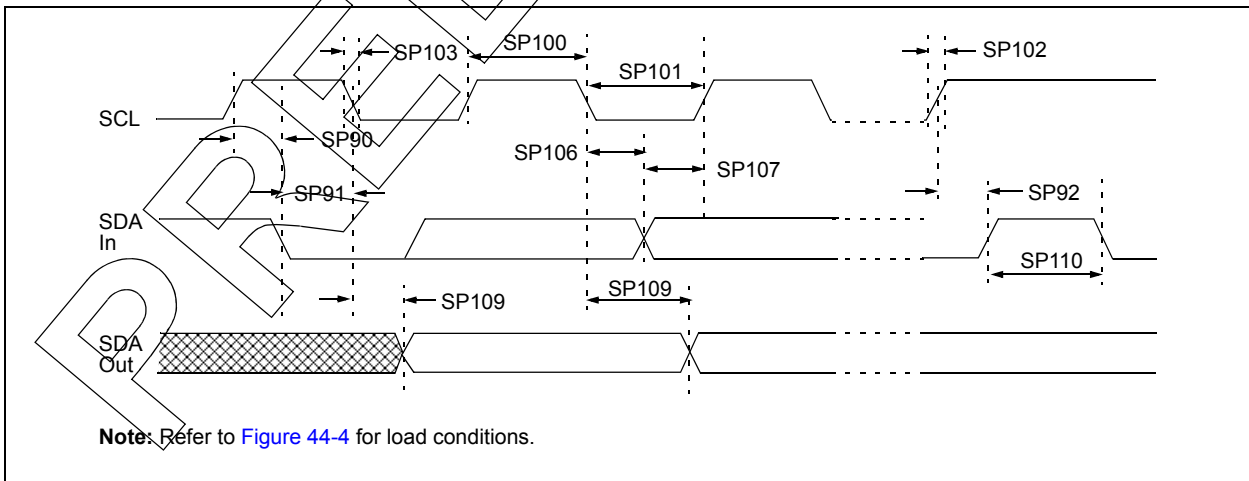 SP103
SP100
SP101
SP102
SCL
SP90
SP106
SP107
SP91
SP92
SDA
In
SP110
SP109
SP109
SDA
Out
Note: Refer to Figure 44-4 for load conditions.